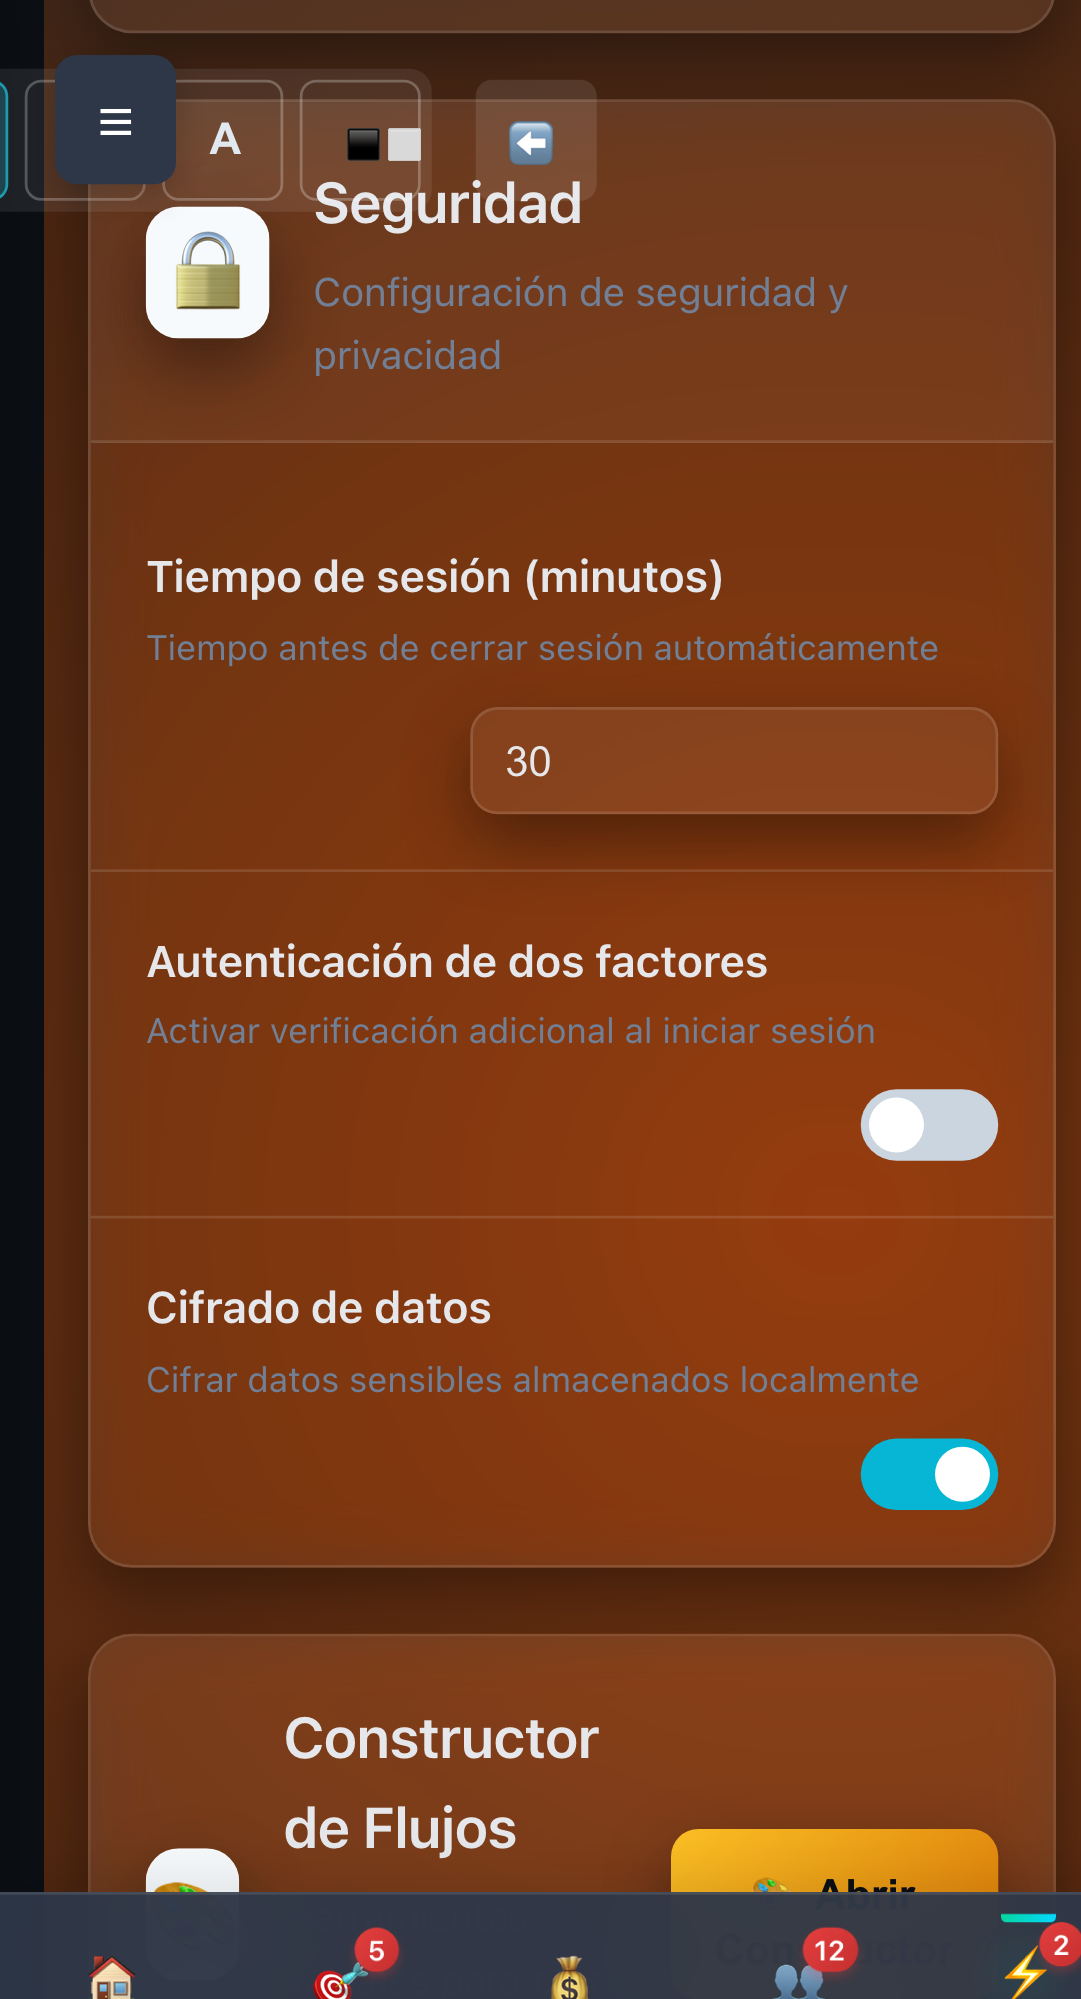 A
Seguridad
Configuración de seguridad y
privacidad
Tiempo de sesión (minutos)
Tiempo antes de cerrar sesión automáticamente
30
Autenticación de dos factores
Activar verificación adicional al iniciar sesión
Cifrado de datos
Cifrar datos sensibles almacenados localmente
Constructor
de Flujos
Abrir
Constructor
5
12
2